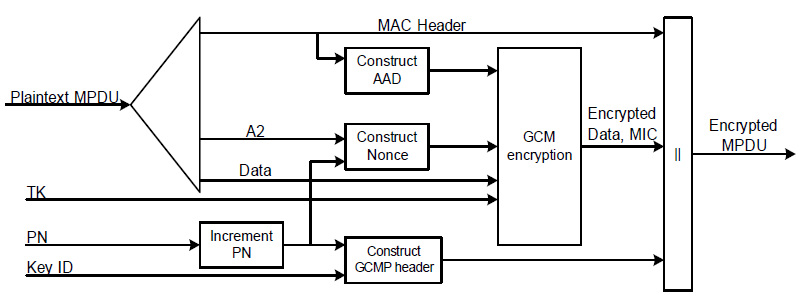 MAC Header
Construct
AAD
Plaintext MPDU
A2
Construct
Nonce
Data
GCM
encryption
Encrypted
Data, MIC
||
Encrypted
MPDU
TK
PN
Increment
PN
Key ID
Construct
GCMP header